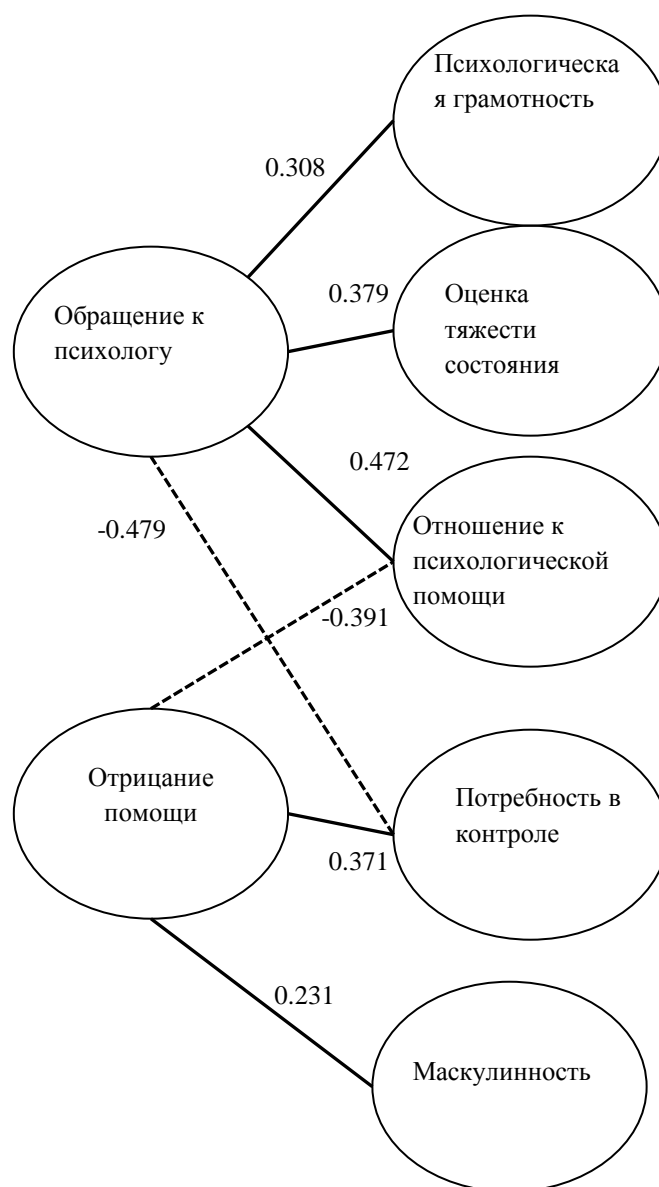 Психологическа
я грамотность
0.308
0.379
Оценка
тяжести
состояния
Обращение к
психологу
0.472
-0.479
Отношение к
психологической
помощи
-0.391
Отрицание
помощи
Потребность в
контроле
0.371
0.231
Маскулинность